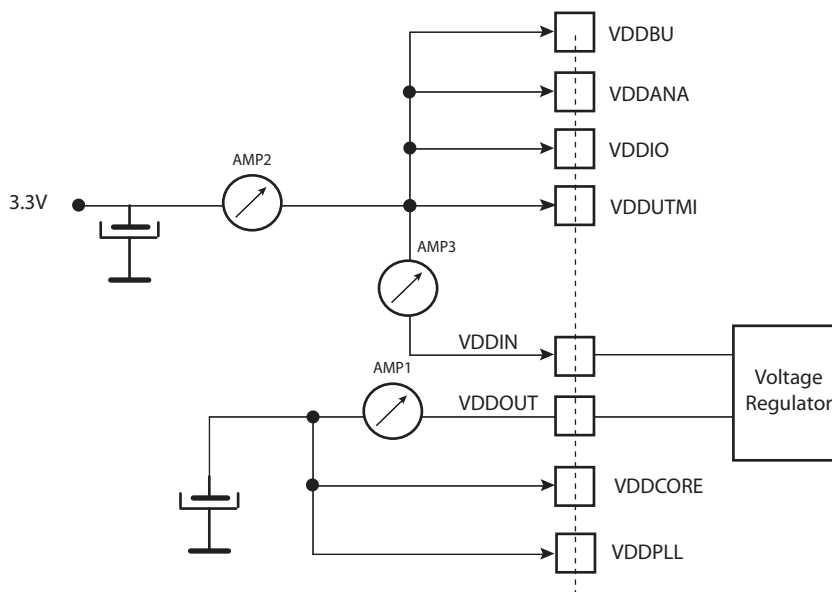 VDDBU
VDDANA
VDDIO
AMP2
3.3V
VDDUTMI
AMP3
VDDIN
AMP1
Voltage
Regulator
VDDOUT
VDDCORE
VDDPLL